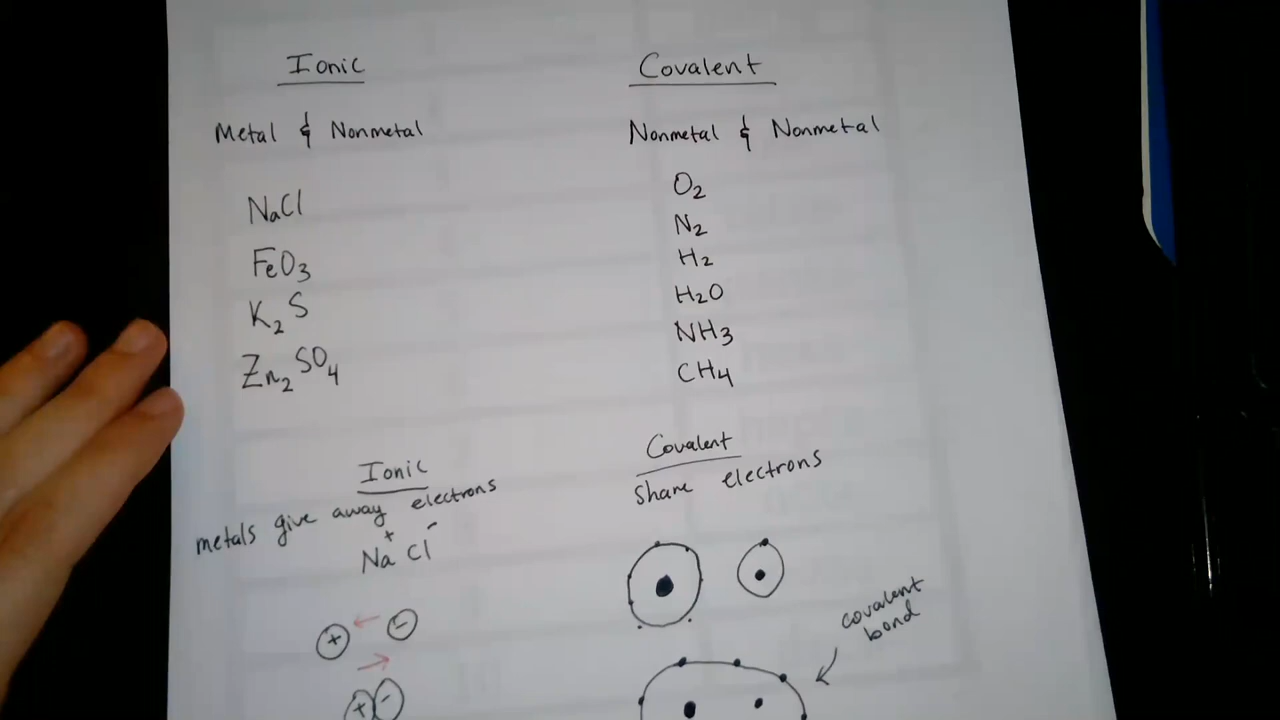 Ionic
Metal & Nonmetal
NaCl
FeO₃
K₂S
Zn₂SO₄
Covalent
Nonmetal & Nonmetal
O₂
N₂
H₂
H₂O
NH₃
CH₄
Ionic
metals give away electrons
Na⁺Cl⁻
+ −
+ −
Covalent
share electrons
covalent
bond